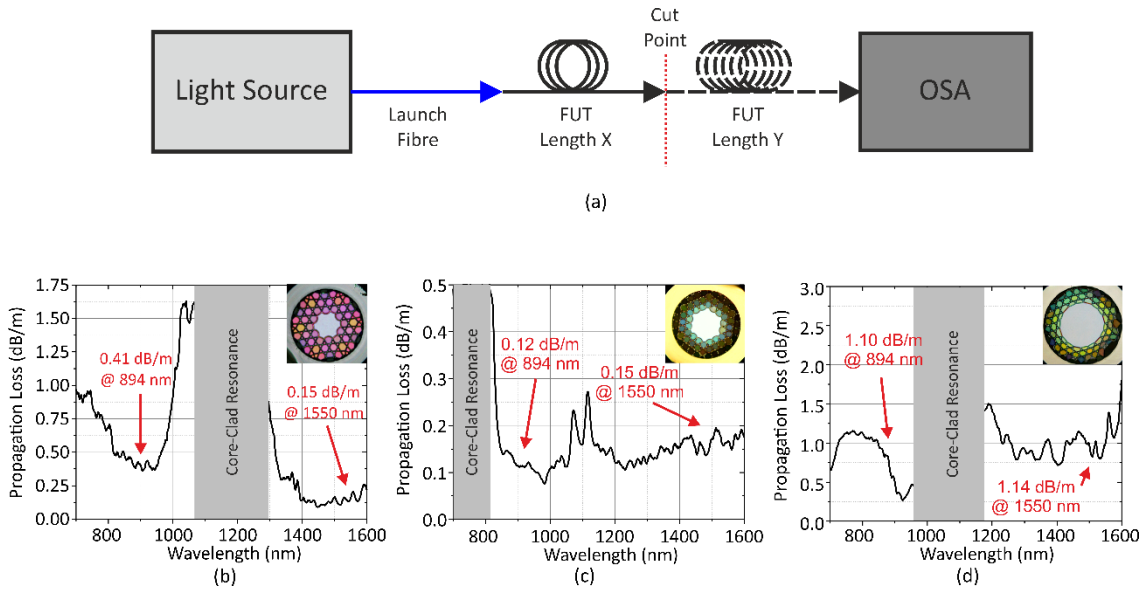 Cut
Point
Light Source
OSA
Launch
Fibre
FUT
Length X
FUT
Length Y
(a)
Propagation Loss (dB/m)
1.75
1.50
1.25
1.00
0.75
0.50
0.25
0.00
0.41 dB/m
@ 894 nm
Core-Clad Resonance
0.15 dB/m
@ 1550 nm
800 1000 1200 1400 1600
Wavelength (nm)
(b)
Propagation Loss (dB/m)
0.5
0.4
0.3
0.2
0.1
0.0
Core-Clad Resonance
0.12 dB/m
@ 894 nm
0.15 dB/m
@ 1550 nm
800 1000 1200 1400 1600
Wavelength (nm)
(c)
Propagation Loss (dB/m)
3.0
2.5
2.0
1.5
1.0
0.5
0.0
1.10 dB/m
@ 894 nm
Core-Clad Resonance
1.14 dB/m
@ 1550 nm
800 1000 1200 1400 1600
Wavelength (nm)
(d)